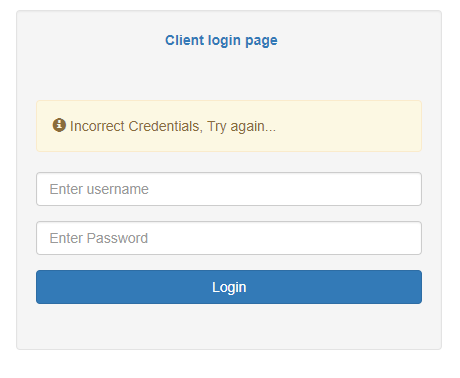 Client login page
Incorrect Credentials, Try again...
Enter username
Enter Password
Login